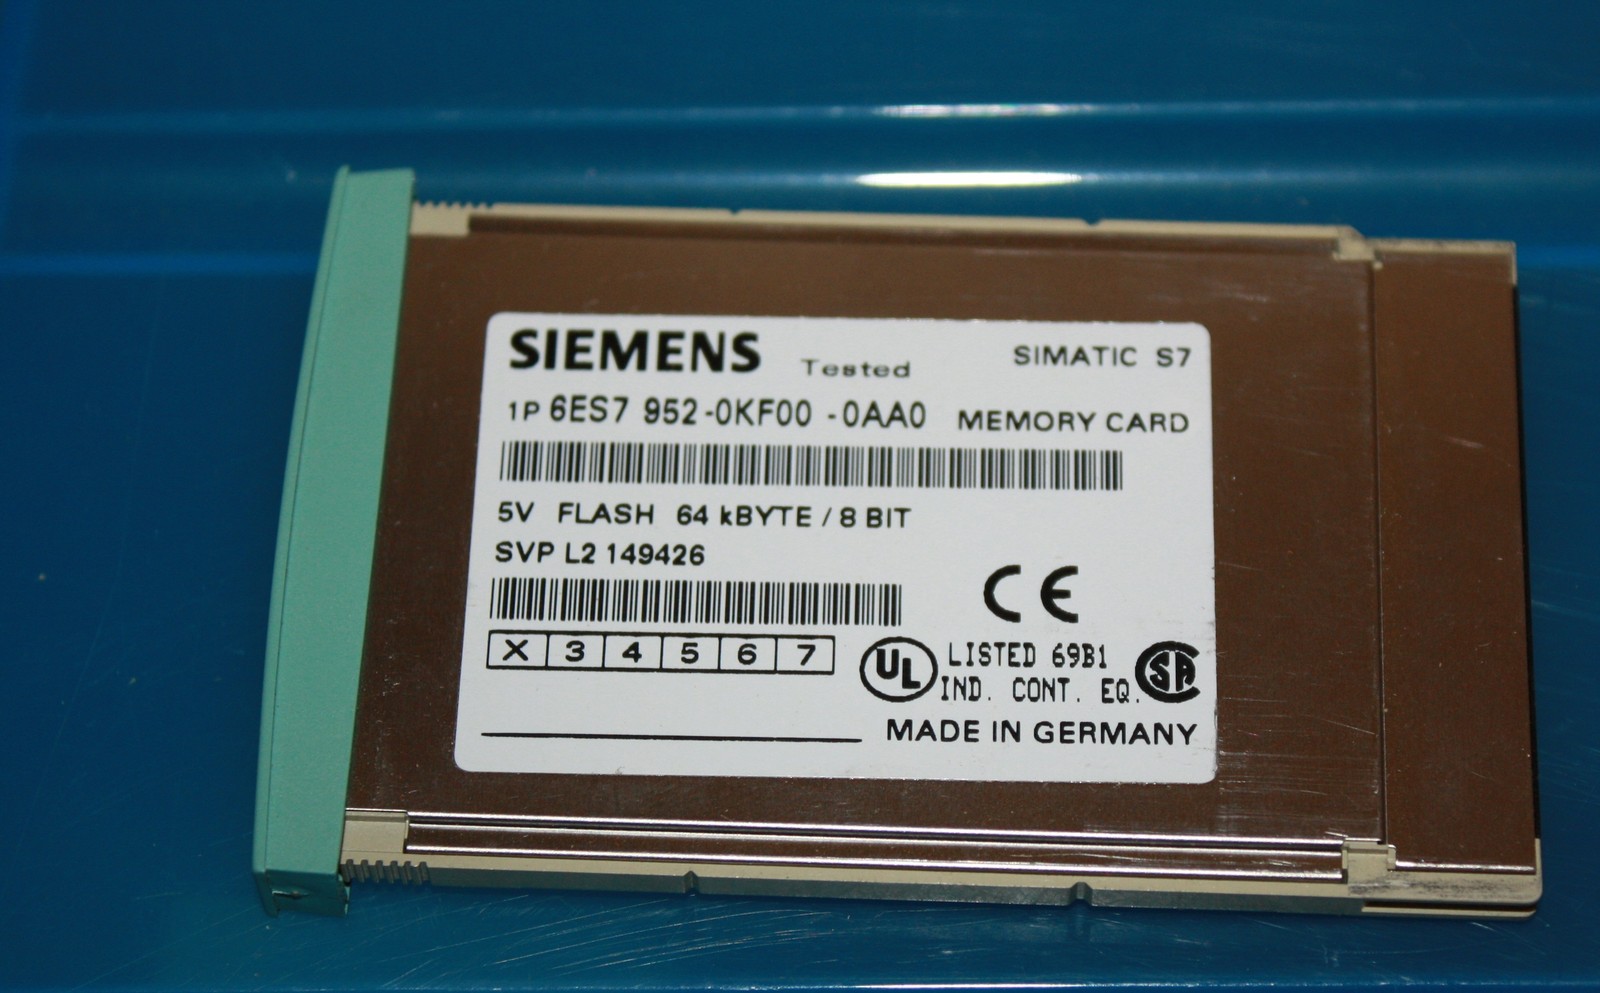 SIEMENS Tested SIMATIC S7
1P 6ES7 952-0KF00 -0AA0 MEMORY CARD
5V FLASH 64 kBYTE / 8 BIT
SVP L2 149426
CE
X 3 4 5 6 7
UL LISTED 69B1 SA
IND. CONT. EQ.
MADE IN GERMANY